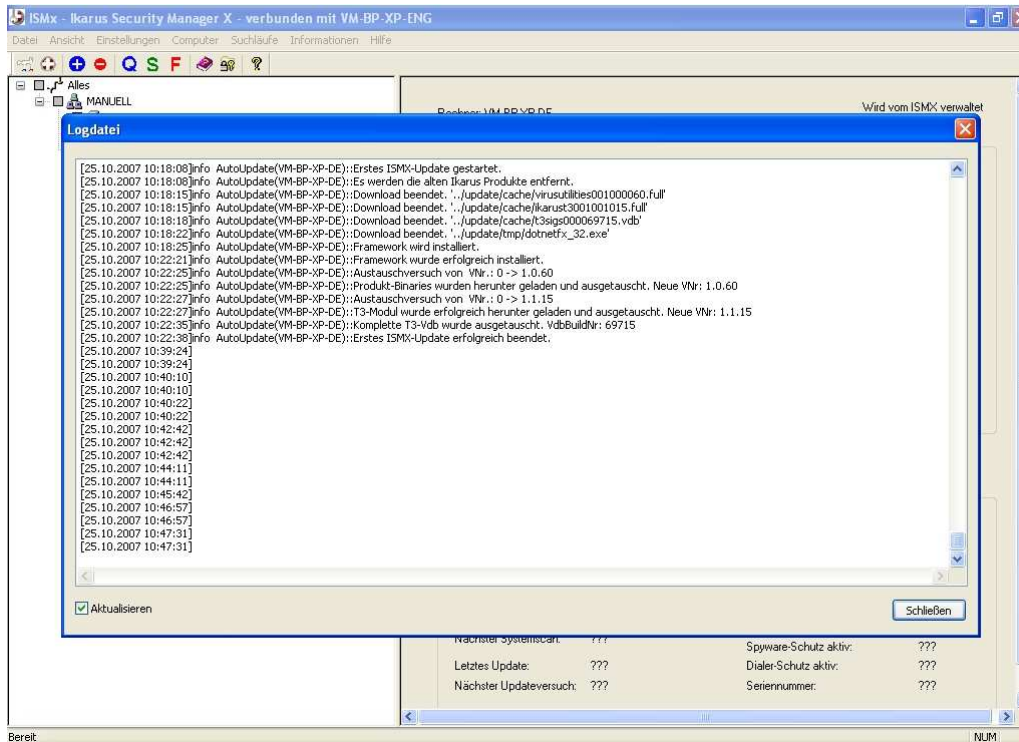 ISMx - Ikarus Security Manager X - verbunden mit VM-BP-XP-ENG
Datei Ansicht Einstellungen Computer Suchläufe Informationen Hilfe
Q S F ?
Alles
MANUELL
Rechner: VM-BP-XP-DE
Wird vom ISMX verwaltet
Logdatei
[25.10.2007 10:18:08]info AutoUpdate(VM-BP-XP-DE)::Erstes ISMX-Update gestartet.
[25.10.2007 10:18:08]info AutoUpdate(VM-BP-XP-DE)::Es werden die alten Ikarus Produkte entfernt.
[25.10.2007 10:18:15]info AutoUpdate(VM-BP-XP-DE)::Download beendet. '../update/cache/virusutilities001000060.full'
[25.10.2007 10:18:15]info AutoUpdate(VM-BP-XP-DE)::Download beendet. '../update/cache/ikarust3001001015.full'
[25.10.2007 10:18:18]info AutoUpdate(VM-BP-XP-DE)::Download beendet. '../update/cache/t3sigs000069715.vdb'
[25.10.2007 10:18:22]info AutoUpdate(VM-BP-XP-DE)::Download beendet. '../update/tmp/dotnetfx_32.exe'
[25.10.2007 10:18:25]info AutoUpdate(VM-BP-XP-DE)::Framework wird installiert.
[25.10.2007 10:22:21]info AutoUpdate(VM-BP-XP-DE)::Framework wurde erfolgreich installiert.
[25.10.2007 10:22:25]info AutoUpdate(VM-BP-XP-DE)::Austauschversuch von VNr.: 0 -> 1.0.60
[25.10.2007 10:22:25]info AutoUpdate(VM-BP-XP-DE)::Produkt-Binaries wurden herunter geladen und ausgetauscht. Neue VNr: 1.0.60
[25.10.2007 10:22:27]info AutoUpdate(VM-BP-XP-DE)::Austauschversuch von VNr.: 0 -> 1.1.15
[25.10.2007 10:22:27]info AutoUpdate(VM-BP-XP-DE)::T3-Modul wurde erfolgreich herunter geladen und ausgetauscht. Neue VNr: 1.1.15
[25.10.2007 10:22:35]info AutoUpdate(VM-BP-XP-DE)::Komplette T3-Vdb wurde ausgetauscht. VdbBuildNr: 69715
[25.10.2007 10:22:38]info AutoUpdate(VM-BP-XP-DE)::Erstes ISMX-Update erfolgreich beendet.
[25.10.2007 10:39:24]
[25.10.2007 10:39:24]
[25.10.2007 10:40:10]
[25.10.2007 10:40:10]
[25.10.2007 10:40:22]
[25.10.2007 10:40:22]
[25.10.2007 10:42:42]
[25.10.2007 10:42:42]
[25.10.2007 10:42:42]
[25.10.2007 10:44:11]
[25.10.2007 10:44:11]
[25.10.2007 10:45:42]
[25.10.2007 10:46:57]
[25.10.2007 10:46:57]
[25.10.2007 10:47:31]
[25.10.2007 10:47:31]
Aktualisieren
Schließen
Nächster Systemscan: ???
Spyware-Schutz aktiv: ???
Letztes Update: ???
Dialer-Schutz aktiv: ???
Nächster Updateversuch: ???
Seriennummer: ???
Bereit
NUM